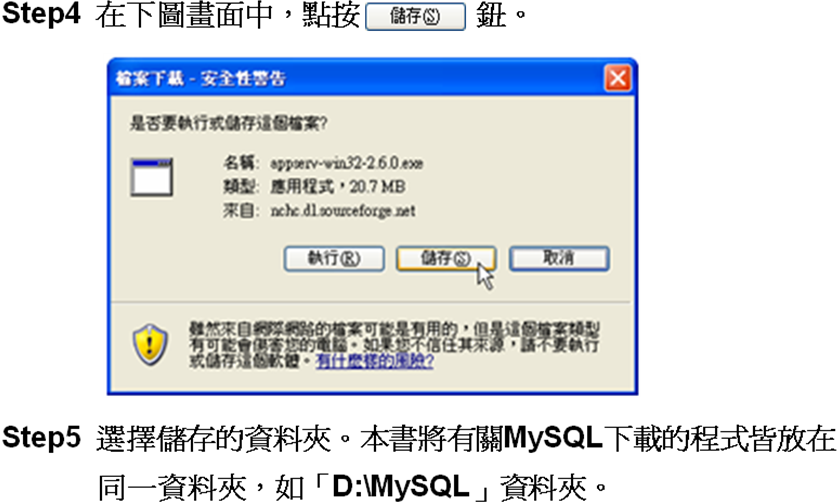 Step4 在下圖畫面中，點按 儲存(S) 鈕。
檔案下載 - 安全性警告
是否要執行或儲存這個檔案?
名稱: appserv-win32-2.6.0.exe
類型: 應用程式，20.7 MB
來自: nchc.dl.sourceforge.net
執行(R) 儲存(S) 取消
雖然來自網際網路的檔案可能是有用的，但是這個檔案類型
有可能會傷害您的電腦。如果您不信任其來源，請不要執行
或儲存這個軟體。有什麼樣的風險?
Step5 選擇儲存的資料夾。本書將有關MySQL下載的程式皆放在
同一資料夾，如「D:\MySQL」資料夾。